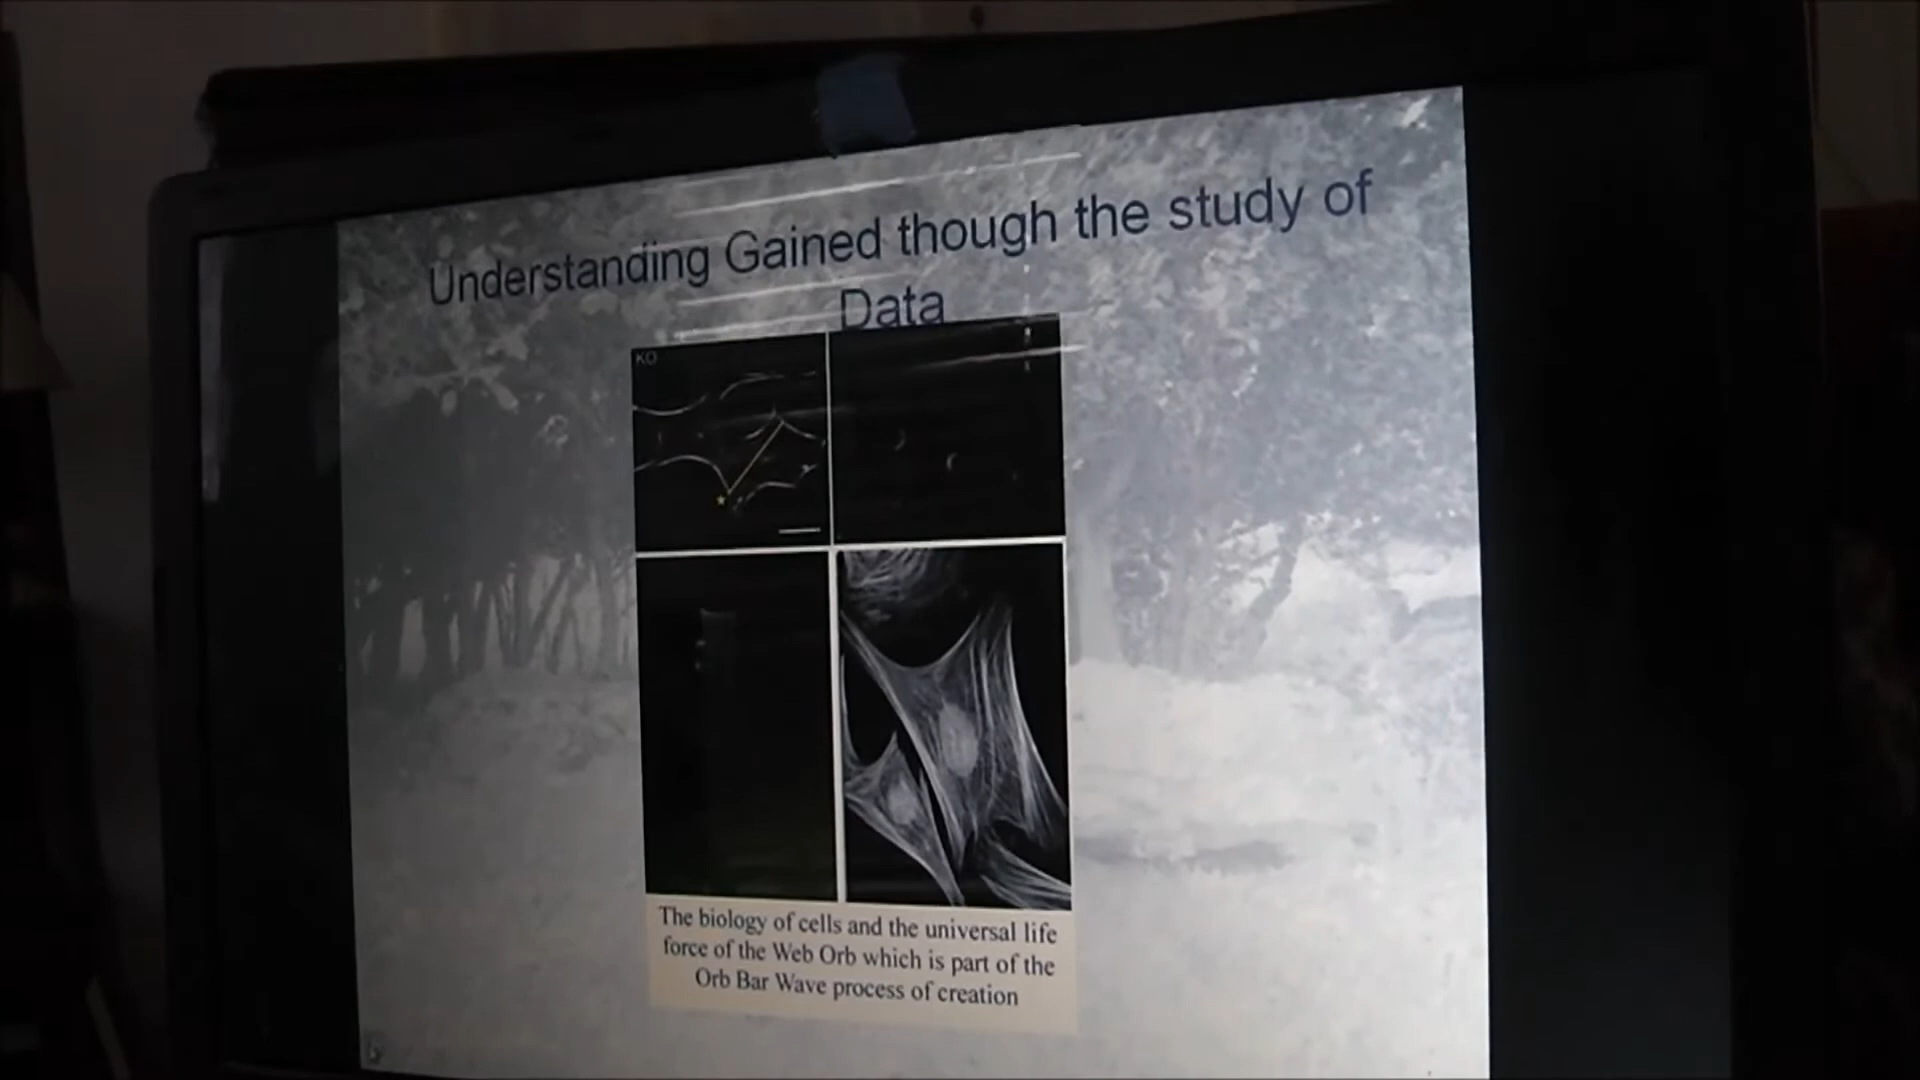 Understanding Gained though the study of
Data
KO
The biology of cells and the universal life
force of the Web Orb which is part of the
Orb Bar Wave process of creation